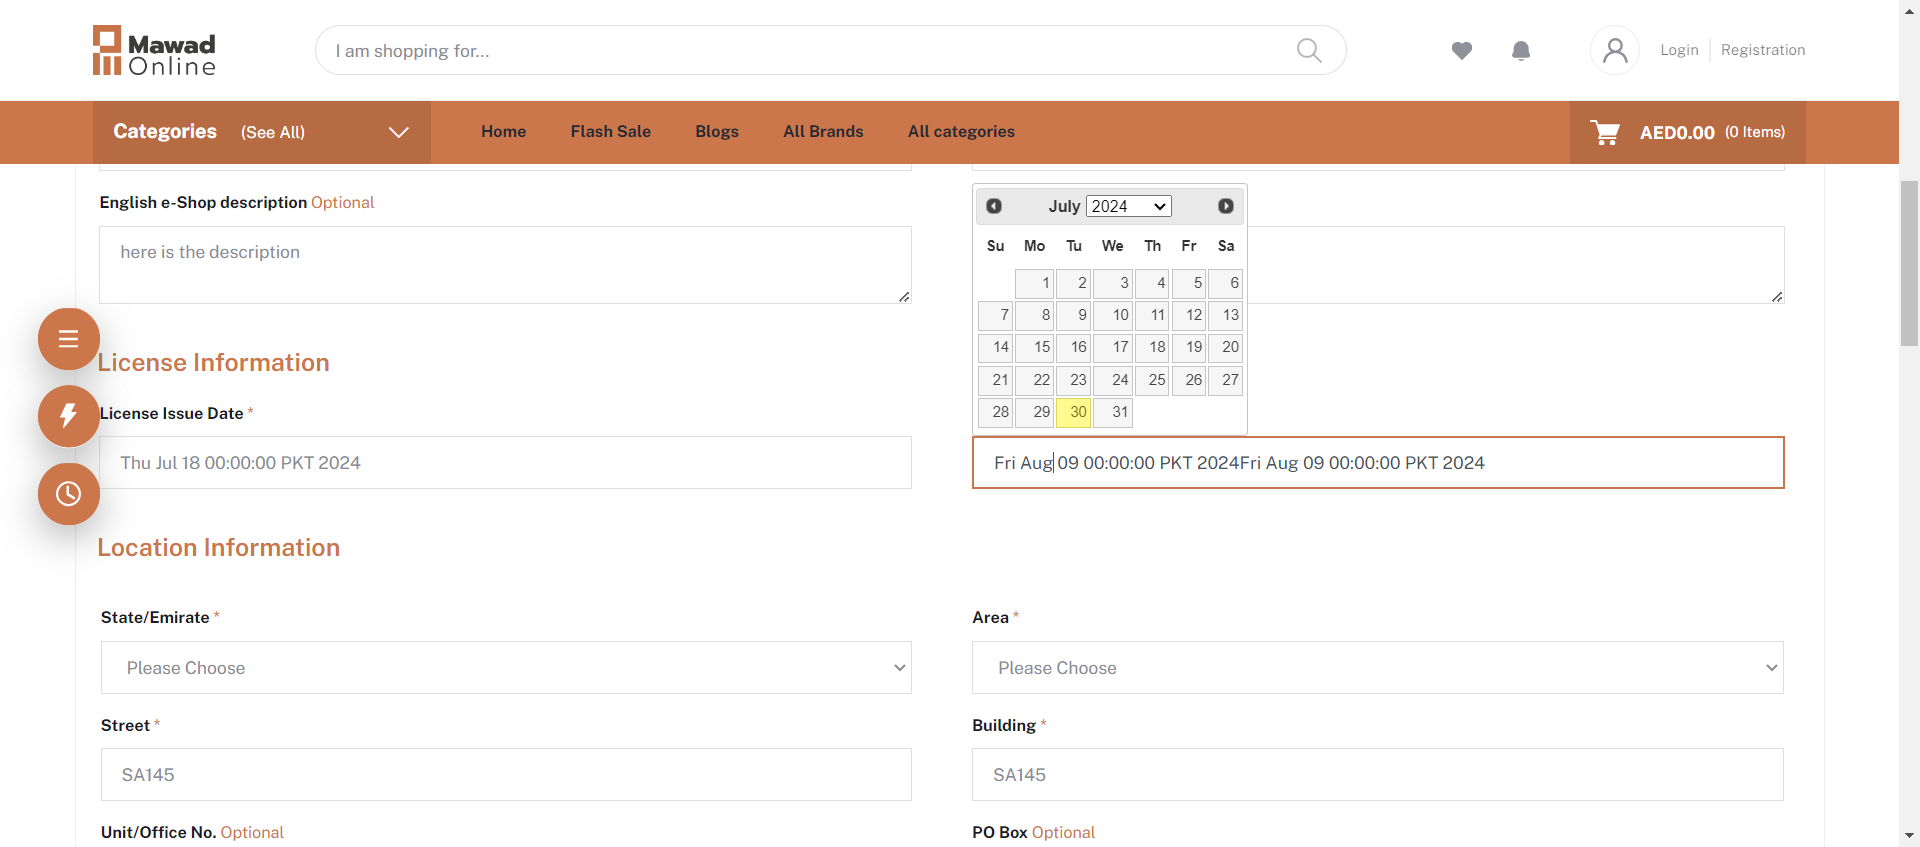 Mawad
Online
I am shopping for...
Login
Registration
Categories (See All)
Home
Flash Sale
Blogs
All Brands
All categories
AED0.00 (0 Items)
English e-Shop description Optional
here is the description
July 2024
Su Mo Tu We Th Fr Sa
1 2 3 4 5 6
7 8 9 10 11 12 13
14 15 16 17 18 19 20
21 22 23 24 25 26 27
28 29 30 31
License Information
License Issue Date *
Thu Jul 18 00:00:00 PKT 2024
Fri Aug 09 00:00:00 PKT 2024Fri Aug 09 00:00:00 PKT 2024
Location Information
State/Emirate *
Area *
Please Choose
Please Choose
Street *
Building *
SA145
SA145
Unit/Office No. Optional
PO Box Optional